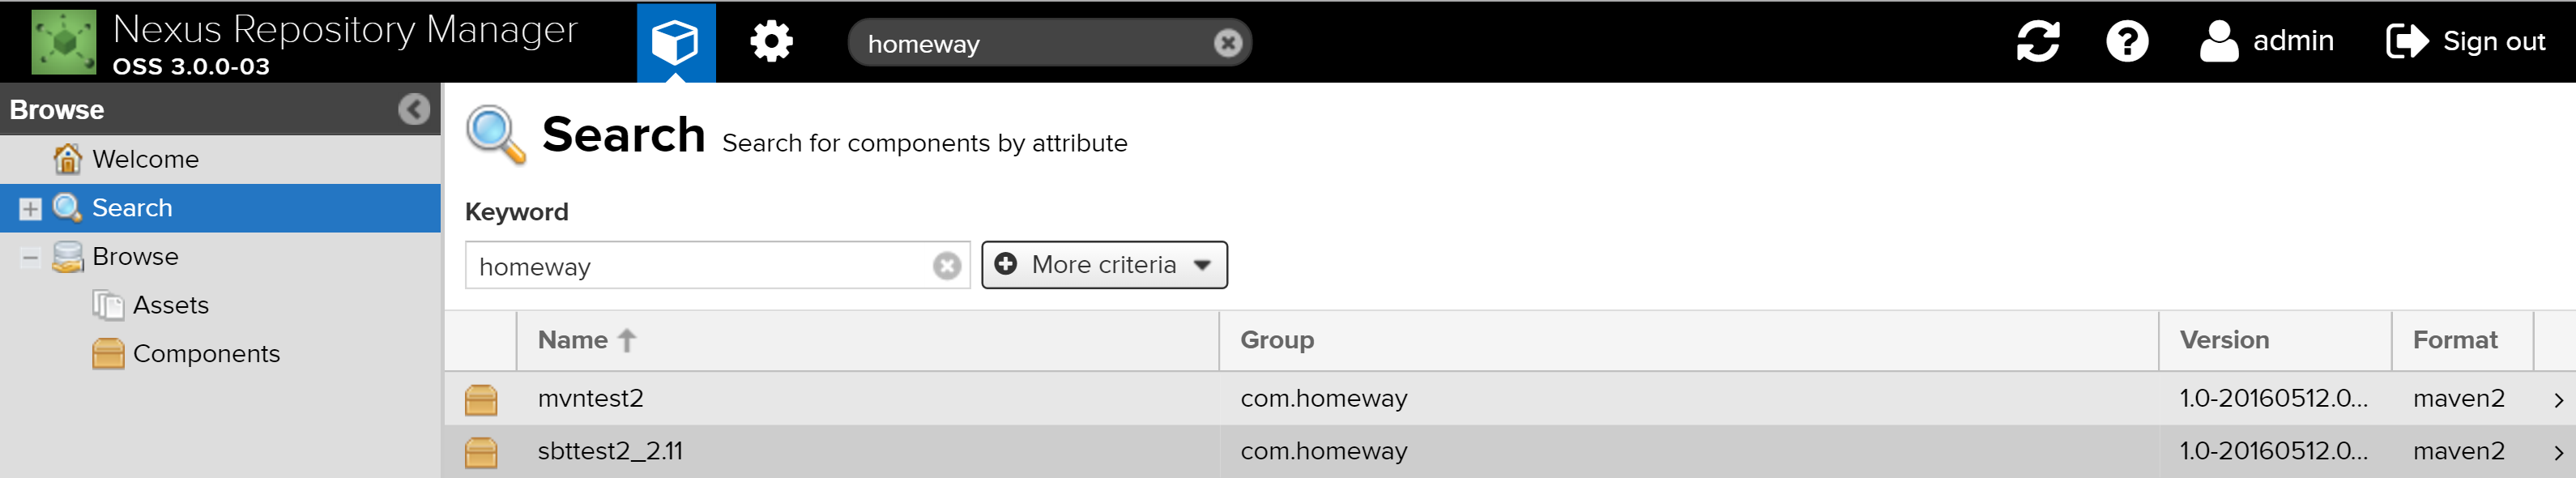 Nexus Repository Manager
OSS 3.0.0-03
homeway
admin
Sign out
Browse
Welcome
Search
Browse
Assets
Components
Search Search for components by attribute
Keyword
homeway
More criteria
Name Group Version Format
mvntest2 com.homeway 1.0-20160512.0... maven2
sbttest2_2.11 com.homeway 1.0-20160512.0... maven2